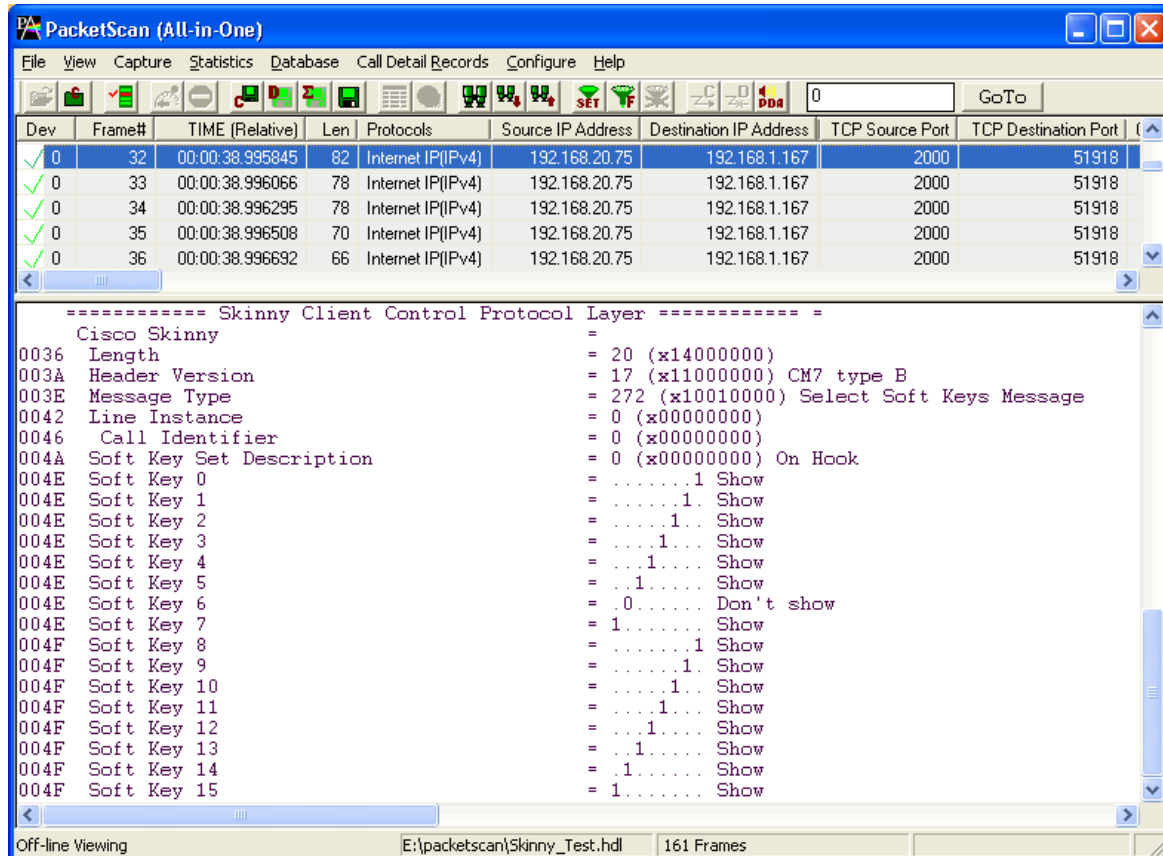 PacketScan (All-in-One)
File View Capture Statistics Database Call Detail Records Configure Help
0 GoTo
Dev Frame# TIME (Relative) Len Protocols Source IP Address Destination IP Address TCP Source Port TCP Destination Port
0 32 00:00:38.995845 82 Internet IP(IPv4) 192.168.20.75 192.168.1.167 2000 51918
0 33 00:00:38.996066 78 Internet IP(IPv4) 192.168.20.75 192.168.1.167 2000 51918
0 34 00:00:38.996295 78 Internet IP(IPv4) 192.168.20.75 192.168.1.167 2000 51918
0 35 00:00:38.996508 70 Internet IP(IPv4) 192.168.20.75 192.168.1.167 2000 51918
0 36 00:00:38.996692 66 Internet IP(IPv4) 192.168.20.75 192.168.1.167 2000 51918
============ Skinny Client Control Protocol Layer ============ =
Cisco Skinny =
0036 Length = 20 (x14000000)
003A Header Version = 17 (x11000000) CM7 type B
003E Message Type = 272 (x10010000) Select Soft Keys Message
0042 Line Instance = 0 (x00000000)
0046 Call Identifier = 0 (x00000000)
004A Soft Key Set Description = 0 (x00000000) On Hook
004E Soft Key 0 = .......1 Show
004E Soft Key 1 = ......1. Show
004E Soft Key 2 = .....1.. Show
004E Soft Key 3 = ....1... Show
004E Soft Key 4 = ...1.... Show
004E Soft Key 5 = ..1..... Show
004E Soft Key 6 = .0...... Don't show
004E Soft Key 7 = 1....... Show
004F Soft Key 8 = .......1 Show
004F Soft Key 9 = ......1. Show
004F Soft Key 10 = .....1.. Show
004F Soft Key 11 = ....1... Show
004F Soft Key 12 = ...1.... Show
004F Soft Key 13 = ..1..... Show
004F Soft Key 14 = .1...... Show
004F Soft Key 15 = 1....... Show
Off-line Viewing E:\packetscan\Skinny_Test.hdl 161 Frames